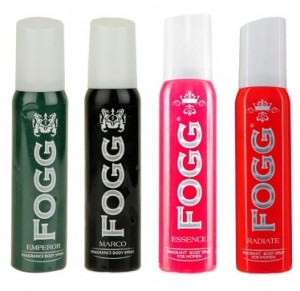 FOGG
EMPEROR
FRAGRANCE BODY SPRAY
FOGG
MARCO
FRAGRANCE BODY SPRAY
FOGG
ESSENCE
FRAGRANT BODY SPRAY
FOR WOMEN
FOGG
RADIATE
FRAGRANT BODY SPRAY
FOR WOMEN